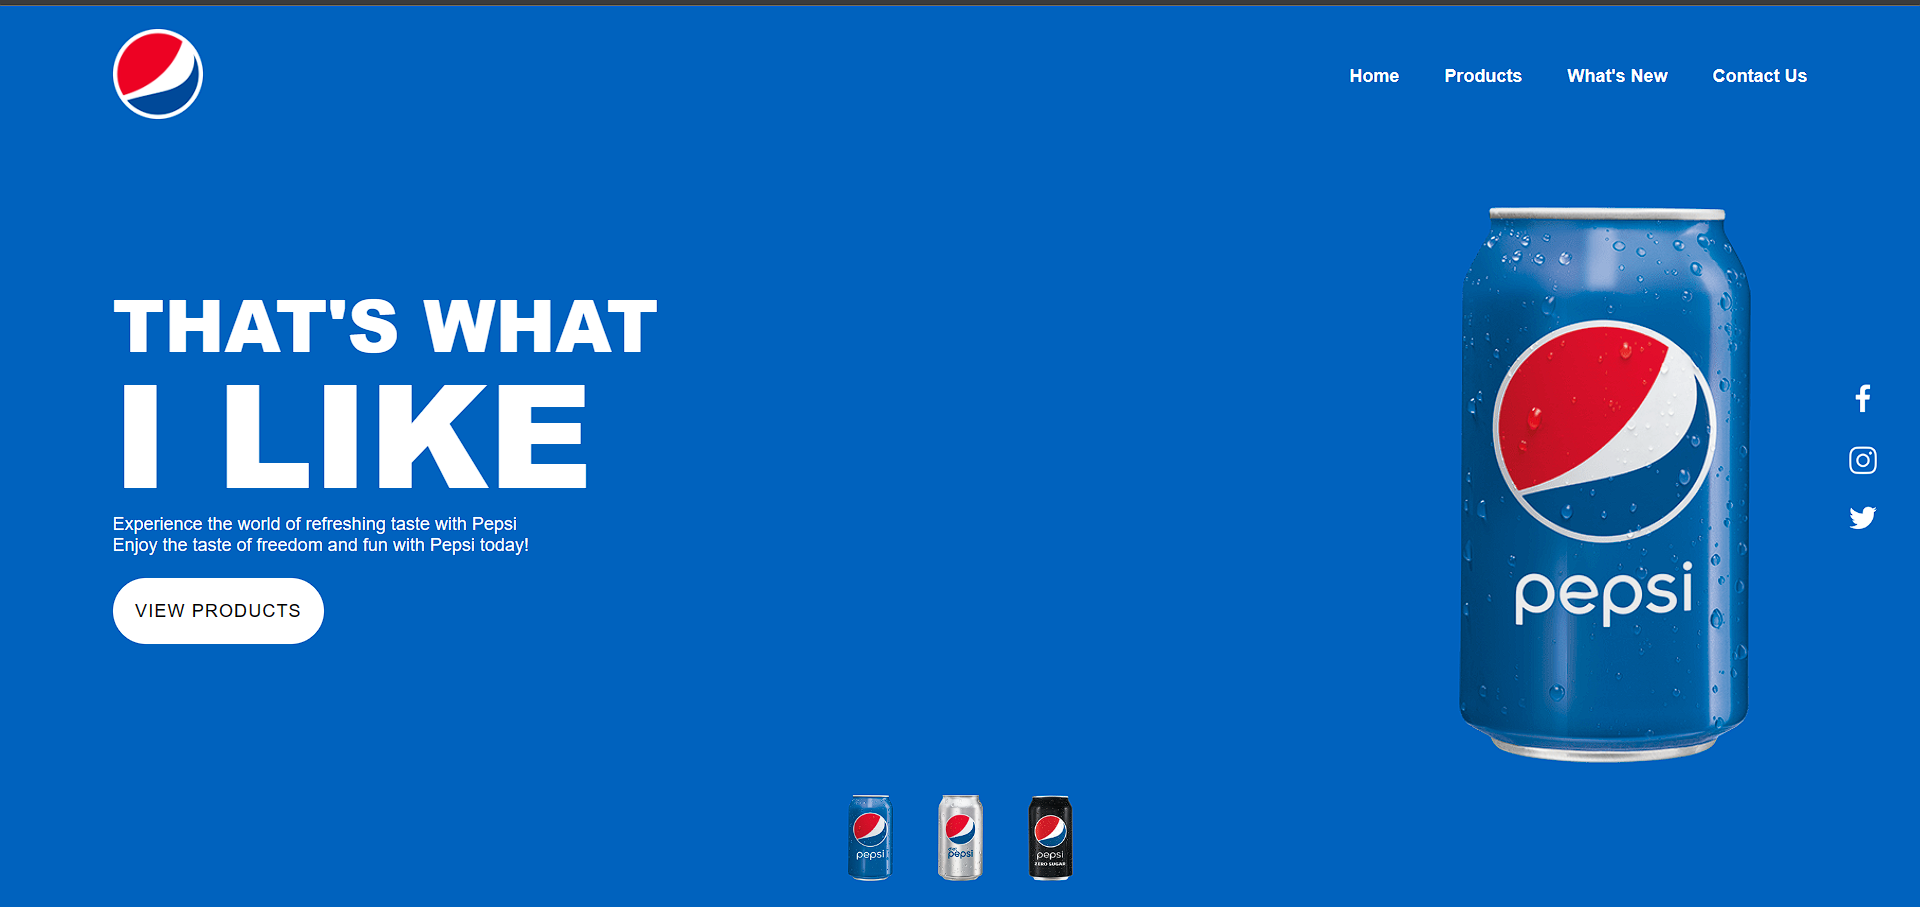 Home Products What's New Contact Us
THAT'S WHAT
I LIKE
Experience the world of refreshing taste with Pepsi
Enjoy the taste of freedom and fun with Pepsi today!
VIEW PRODUCTS
pepsi
pepsi
diet
pepsi
pepsi
ZERO SUGAR